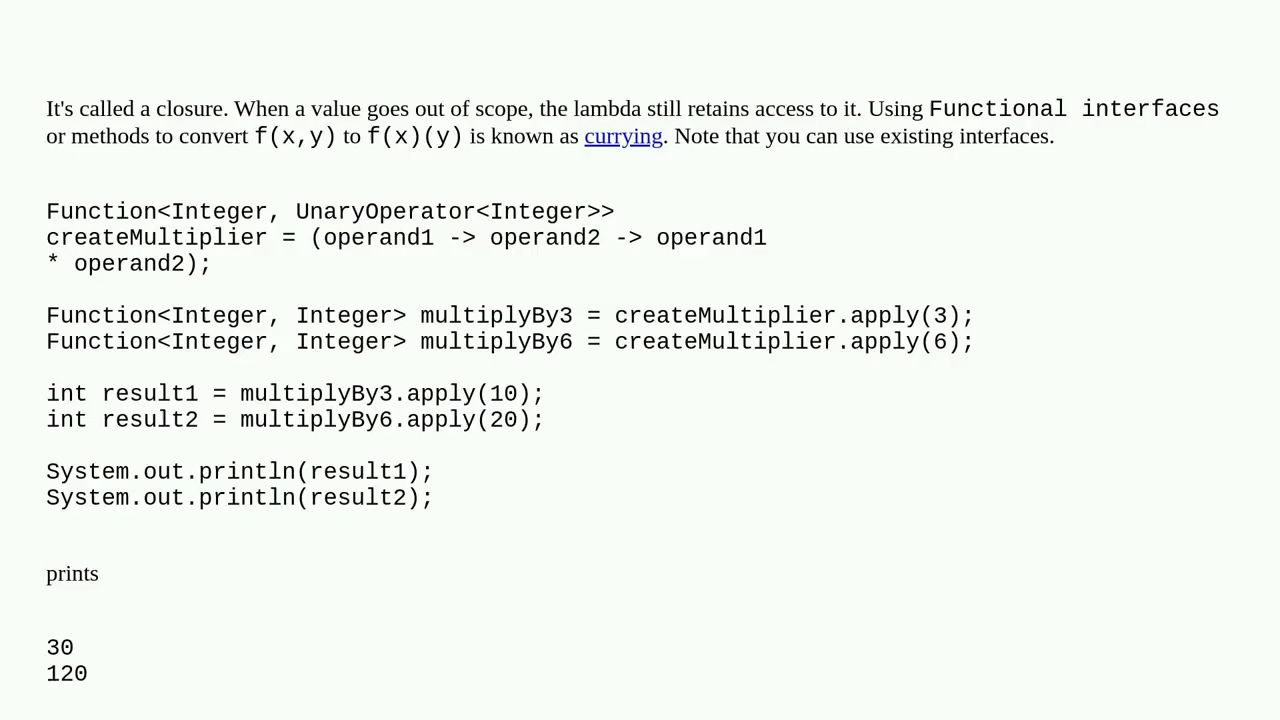 It's called a closure. When a value goes out of scope, the lambda still retains access to it. Using Functional interfaces
or methods to convert f(x,y) to f(x)(y) is known as currying. Note that you can use existing interfaces.
Function<Integer, UnaryOperator<Integer>>
createMultiplier = (operand1 -> operand2 -> operand1
* operand2);
Function<Integer, Integer> multiplyBy3 = createMultiplier.apply(3);
Function<Integer, Integer> multiplyBy6 = createMultiplier.apply(6);
int result1 = multiplyBy3.apply(10);
int result2 = multiplyBy6.apply(20);
System.out.println(result1);
System.out.println(result2);
prints
30
120